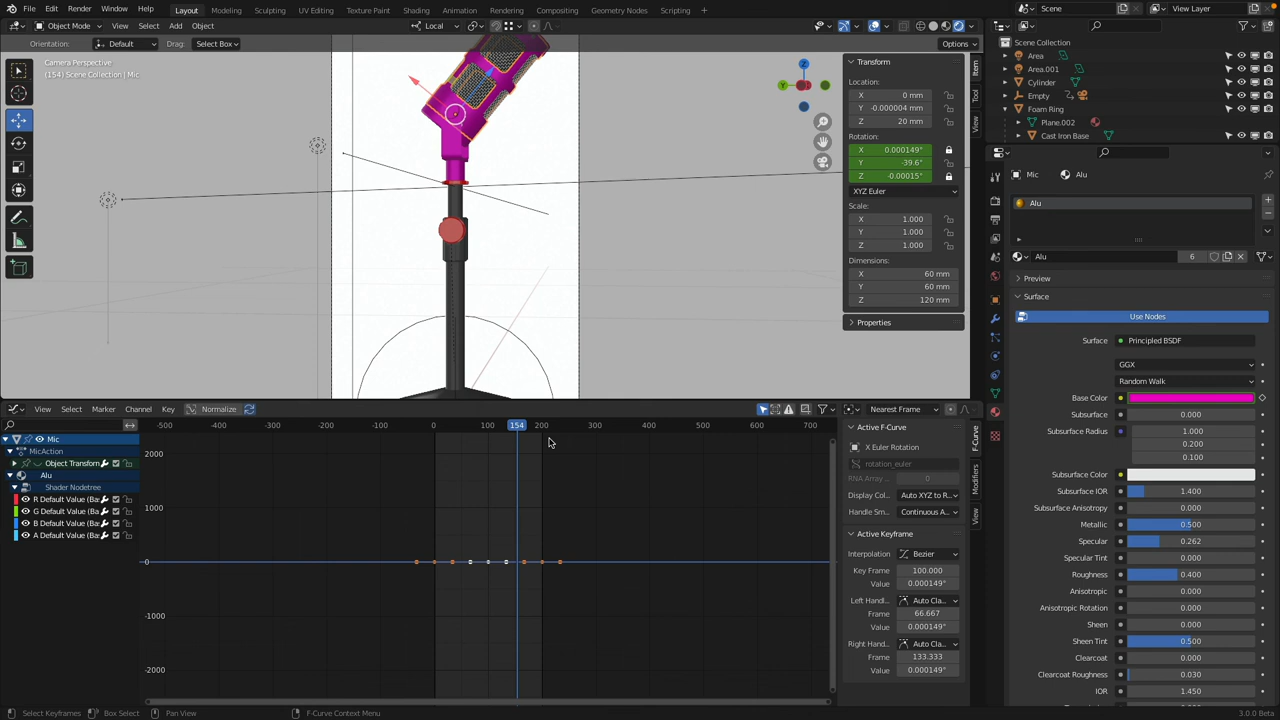 File Edit Render Window Help Layout Modeling Sculpting UV Editing Texture Paint Shading Animation Rendering Compositing Geometry Nodes Scripting Scene View Layer
Object Mode View Select Add Object Local
Orientation: Default Drag: Select Box Options
Camera Perspective
(154) Scene Collection | Mic
Z
Y
Transform
Location:
X 0 mm
Y -0.000004 mm
Z 20 mm
Rotation:
X 0.000149°
Y -39.6°
Z -0.00015°
XYZ Euler
Scale:
X 1.000
Y 1.000
Z 1.000
Dimensions:
X 60 mm
Y 60 mm
Z 120 mm
Properties
Item
Tool
View
Scene Collection
Area
Area.001
Cylinder
Empty
Foam Ring
Plane.002
Cast Iron Base
Mic Alu
Alu
Alu 6
Preview
Surface
Use Nodes
Surface Principled BSDF
GGX
Random Walk
Base Color
Subsurface 0.000
Subsurface Radius 1.000
0.200
0.100
Subsurface Color
Subsurface IOR 1.400
Subsurface Anisotropy 0.000
Metallic 0.500
Specular 0.262
Specular Tint 0.000
Roughness 0.400
Anisotropic 0.000
Anisotropic Rotation 0.000
Sheen 0.000
Sheen Tint 0.500
Clearcoat 0.000
Clearcoat Roughness 0.030
IOR 1.450
View Select Marker Channel Key Normalize Nearest Frame
-500 -400 -300 -200 -100 0 100 154 200 300 400 500 600 700
Mic
MicAction
Object Transform
Alu
Shader Nodetree
R Default Value (Ba
G Default Value (Ba
B Default Value (Ba
A Default Value (Ba
2000
1000
0
-1000
-2000
Active F-Curve
X Euler Rotation
rotation_euler
RNA Array .. 0
Display Col.. Auto XYZ to R..
Handle Sm.. Continuous A..
Active Keyframe
Interpolation Bezier
Key Frame 100.000
Value 0.000149°
Left Handl.. Auto Cla..
Frame 66.667
Value 0.000149°
Right Hand.. Auto Cla..
Frame 133.333
Value 0.000149°
F-Curve
Modifiers
View
Select Keyframes Box Select Pan View F-Curve Context Menu 3.0.0 Beta